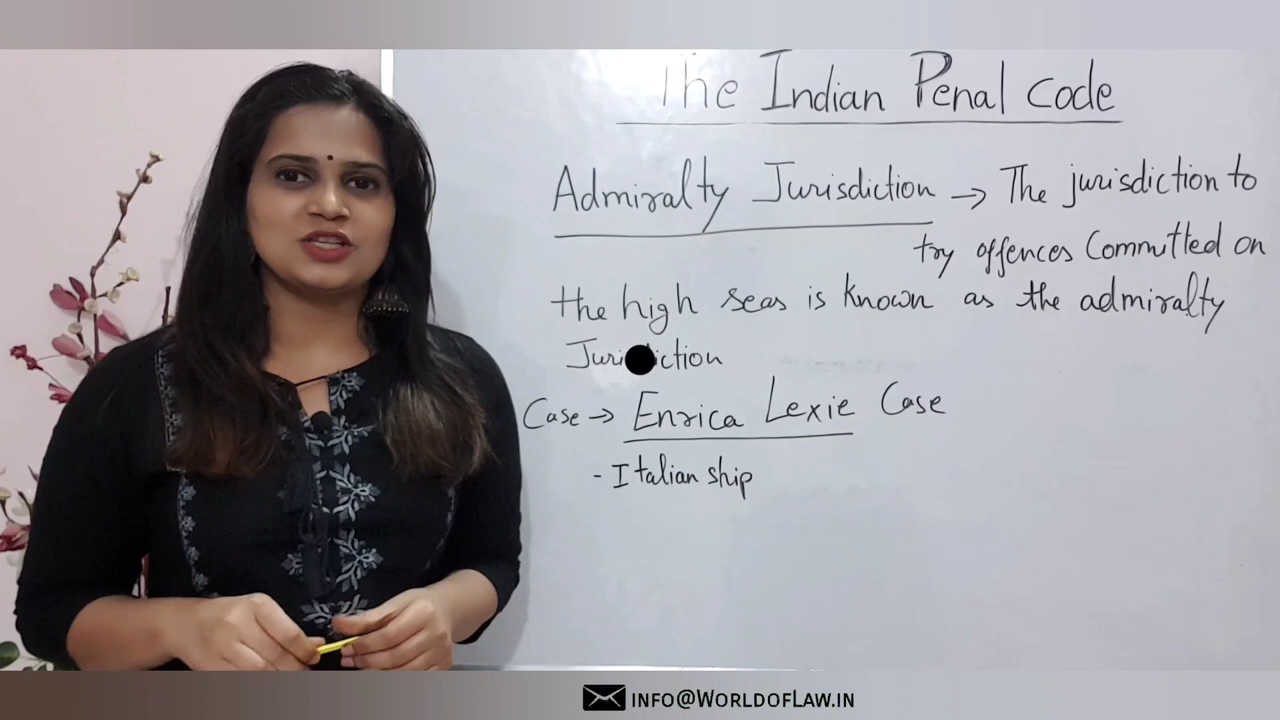 The Indian Penal Code
Admiralty Jurisdiction → The jurisdiction to
try offences Committed on
the high seas is known as the admiralty
Case → Enrica Lexie Case
- Italian ship
INFO@WORLDOFLAW.IN